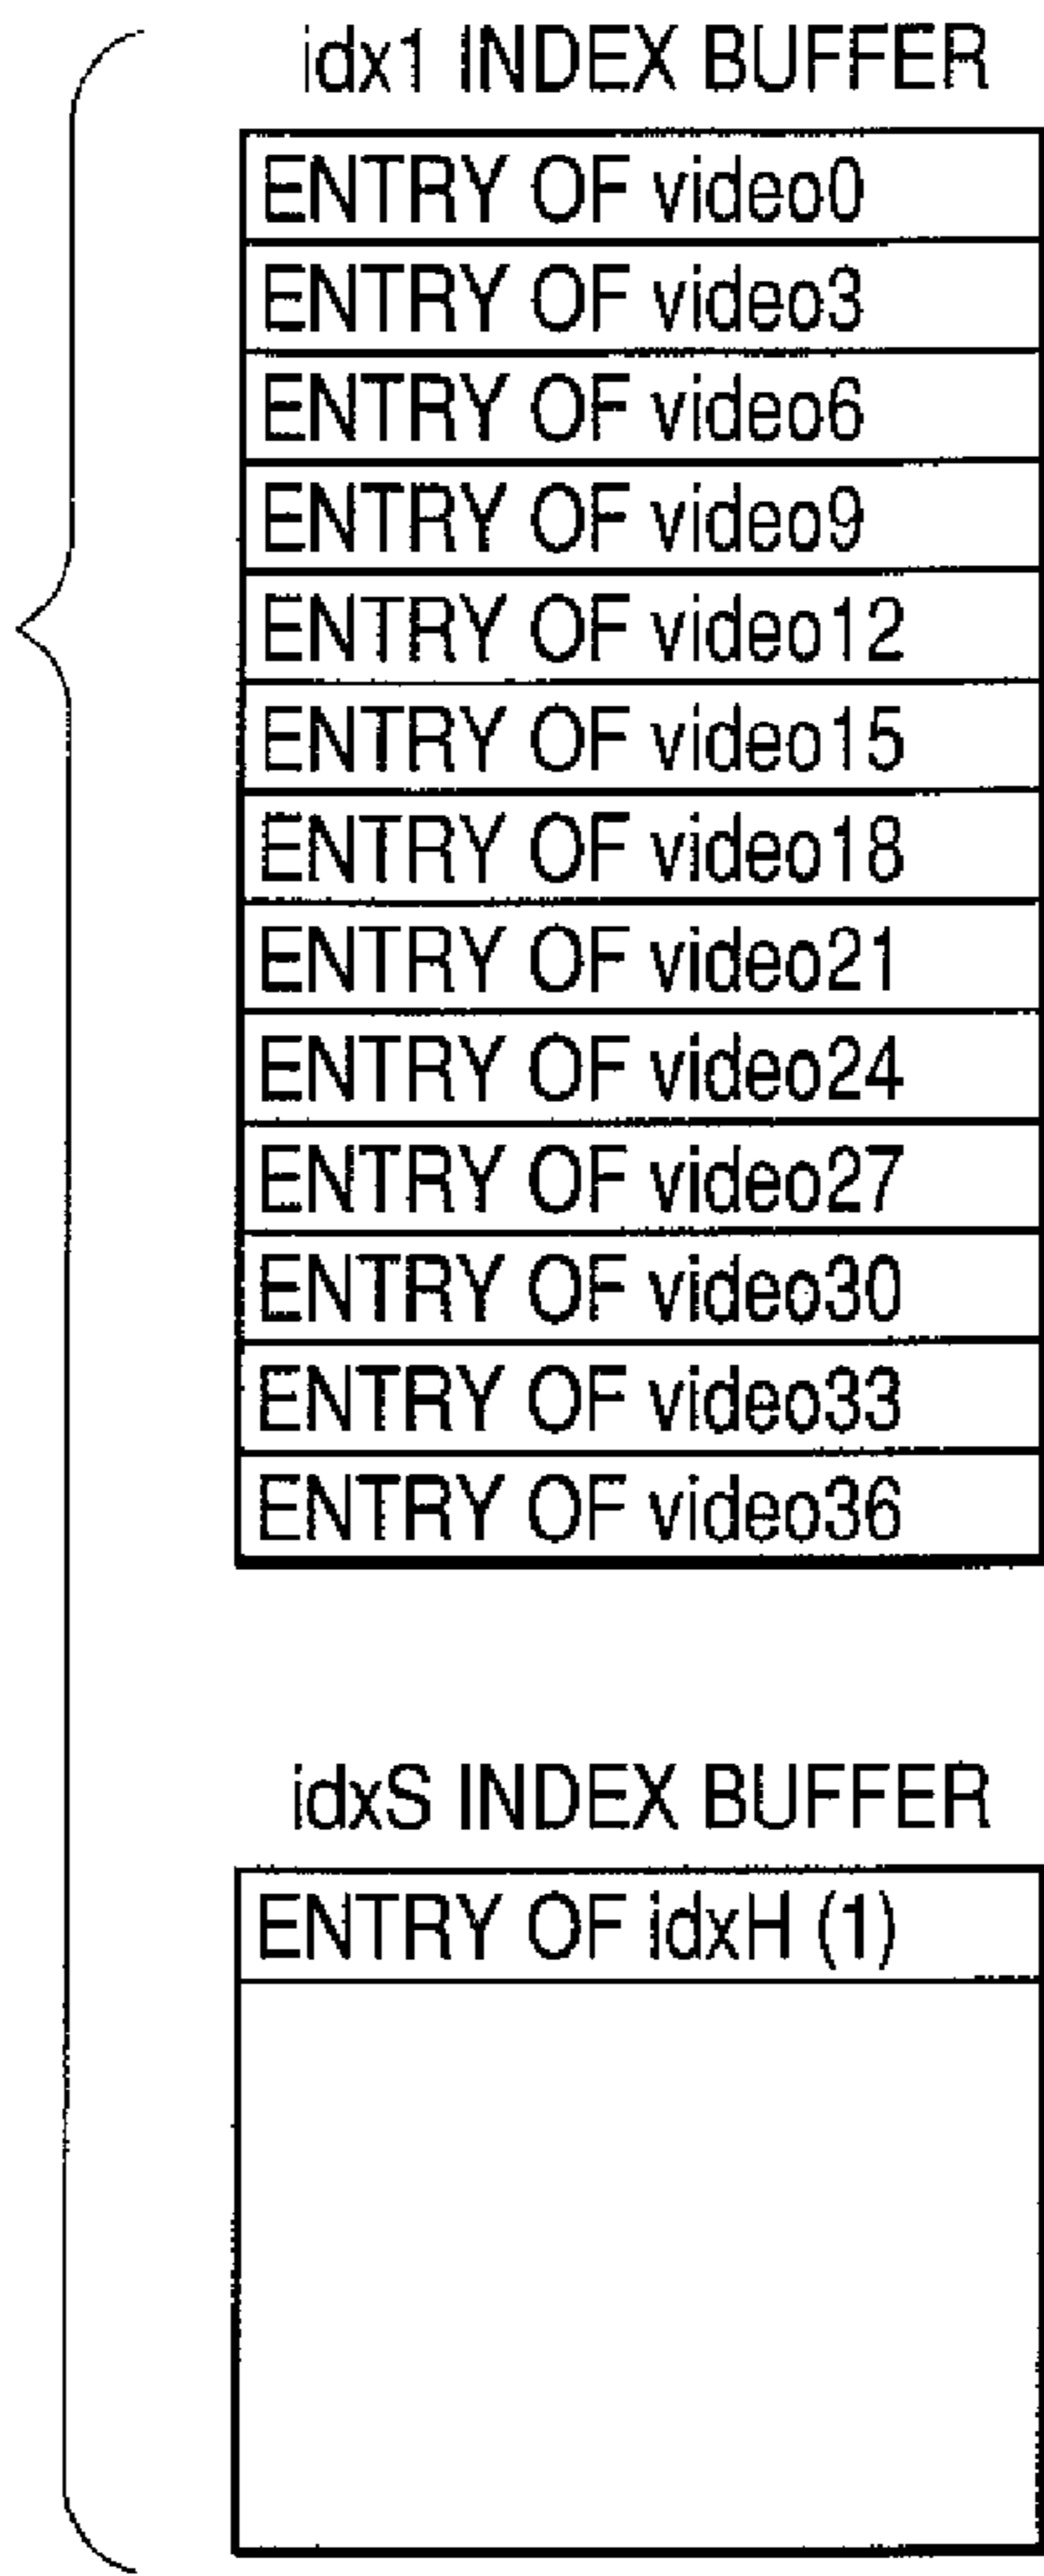 idx1 INDEX BUFFER
ENTRY OF video0
ENTRY OF video3
ENTRY OF video6
ENTRY OF video9
ENTRY OF video12
ENTRY OF video15
ENTRY OF video18
ENTRY OF video21
ENTRY OF video24
ENTRY OF video27
ENTRY OF video30
ENTRY OF video33
ENTRY OF video36
idxS INDEX BUFFER
ENTRY OF idxH (1)